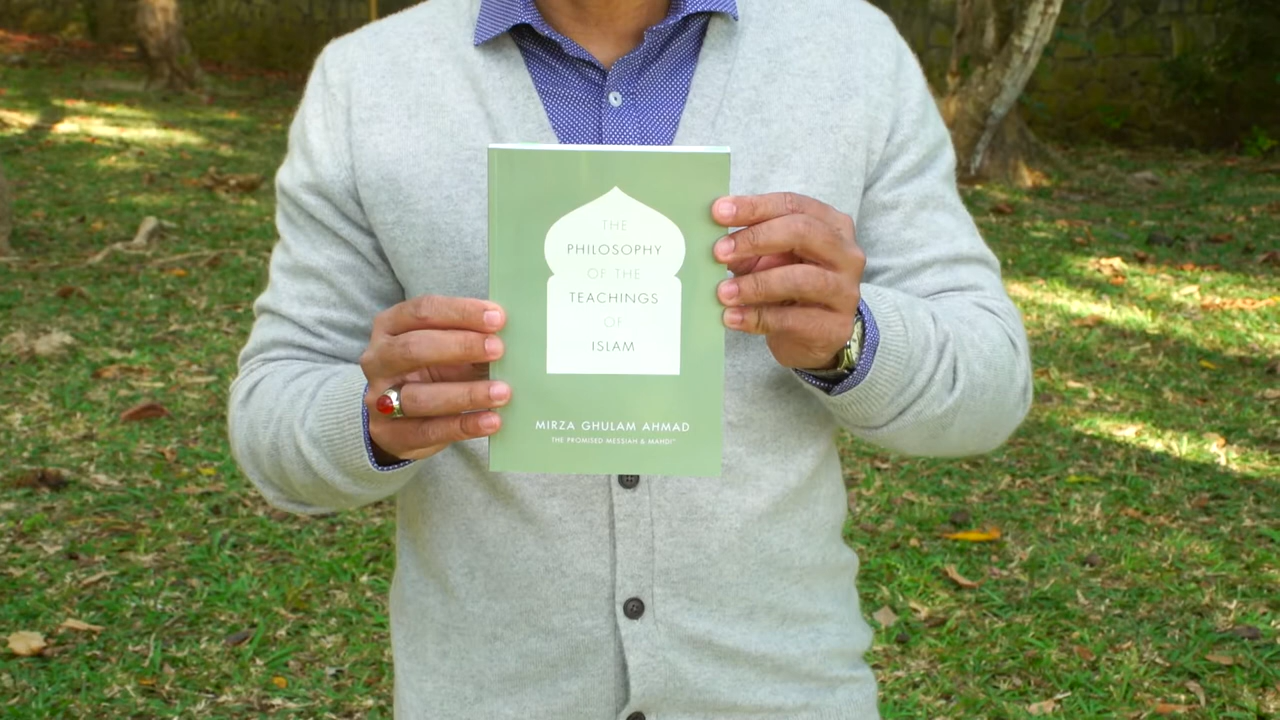 THE
PHILOSOPHY
OF THE
TEACHINGS
OF
ISLAM
MIRZA GHULAM AHMAD
THE PROMISED MESSIAH & MAHDI